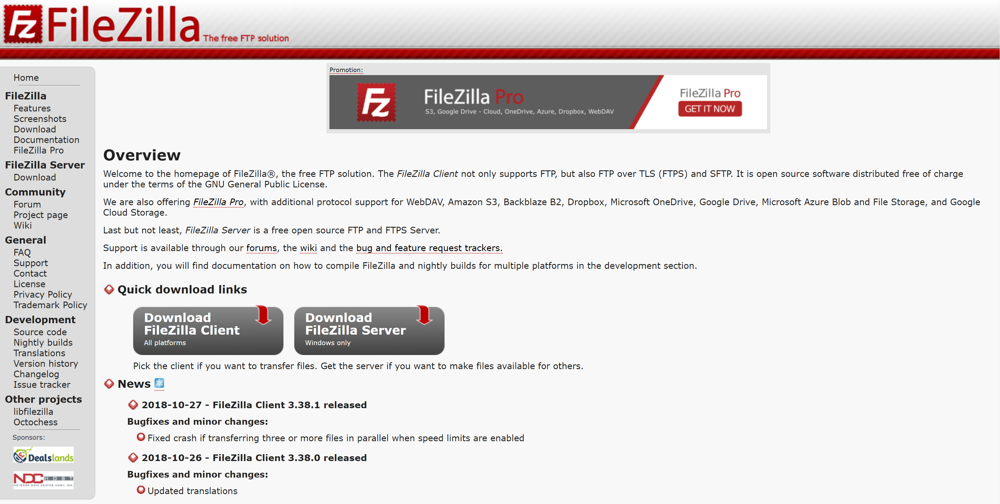 Fz FileZilla The free FTP solution
Home
FileZilla
Features
Screenshots
Download
Documentation
FileZilla Pro
FileZilla Server
Download
Community
Forum
Project page
Wiki
General
FAQ
Support
Contact
License
Privacy Policy
Trademark Policy
Development
Source code
Nightly builds
Translations
Version history
Changelog
Issue tracker
Other projects
libfilezilla
Octochess
Sponsors:
Dealslands
NDC HOST
NETWORK DATA CENTER HOST, INC.
Promotion:
Fz
FileZilla Pro
S3, Google Drive - Cloud, OneDrive, Azure, Dropbox, WebDAV
FileZilla Pro
GET IT NOW
Overview
Welcome to the homepage of FileZilla®, the free FTP solution. The FileZilla Client not only supports FTP, but also FTP over TLS (FTPS) and SFTP. It is open source software distributed free of charge
under the terms of the GNU General Public License.
We are also offering FileZilla Pro, with additional protocol support for WebDAV, Amazon S3, Backblaze B2, Dropbox, Microsoft OneDrive, Google Drive, Microsoft Azure Blob and File Storage, and Google
Cloud Storage.
Last but not least, FileZilla Server is a free open source FTP and FTPS Server.
Support is available through our forums, the wiki and the bug and feature request trackers.
In addition, you will find documentation on how to compile FileZilla and nightly builds for multiple platforms in the development section.
Quick download links
Download
FileZilla Client
All platforms
Download
FileZilla Server
Windows only
Pick the client if you want to transfer files. Get the server if you want to make files available for others.
News
2018-10-27 - FileZilla Client 3.38.1 released
Bugfixes and minor changes:
Fixed crash if transferring three or more files in parallel when speed limits are enabled
2018-10-26 - FileZilla Client 3.38.0 released
Bugfixes and minor changes:
Updated translations